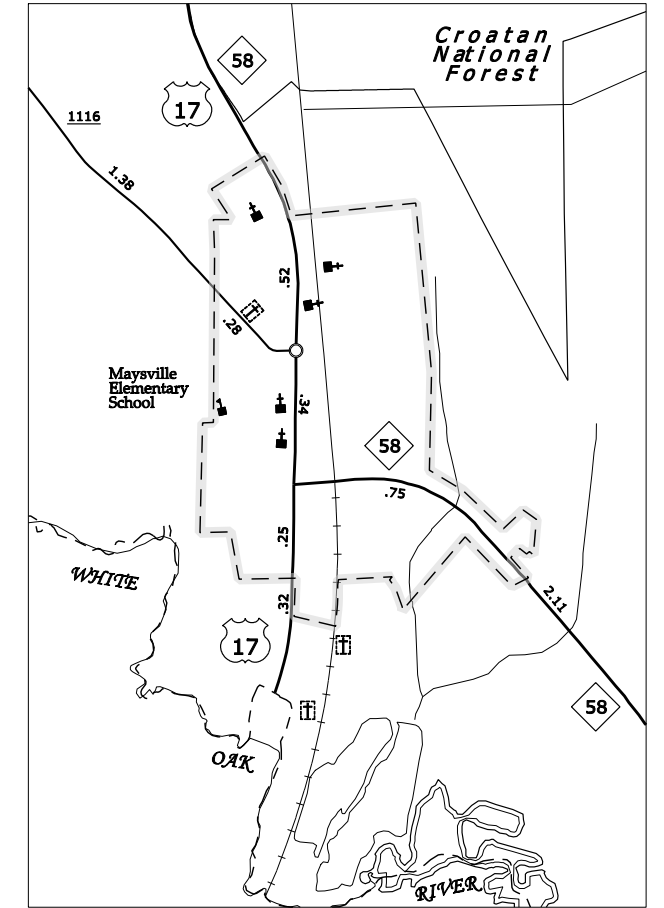 Croatan
National
Forest
58
17
1116
1.38
.52
.28
Maysville
Elementary
School
.34
58
.75
.25
WHITE
.32
2.11
17
58
OAK
RIVER